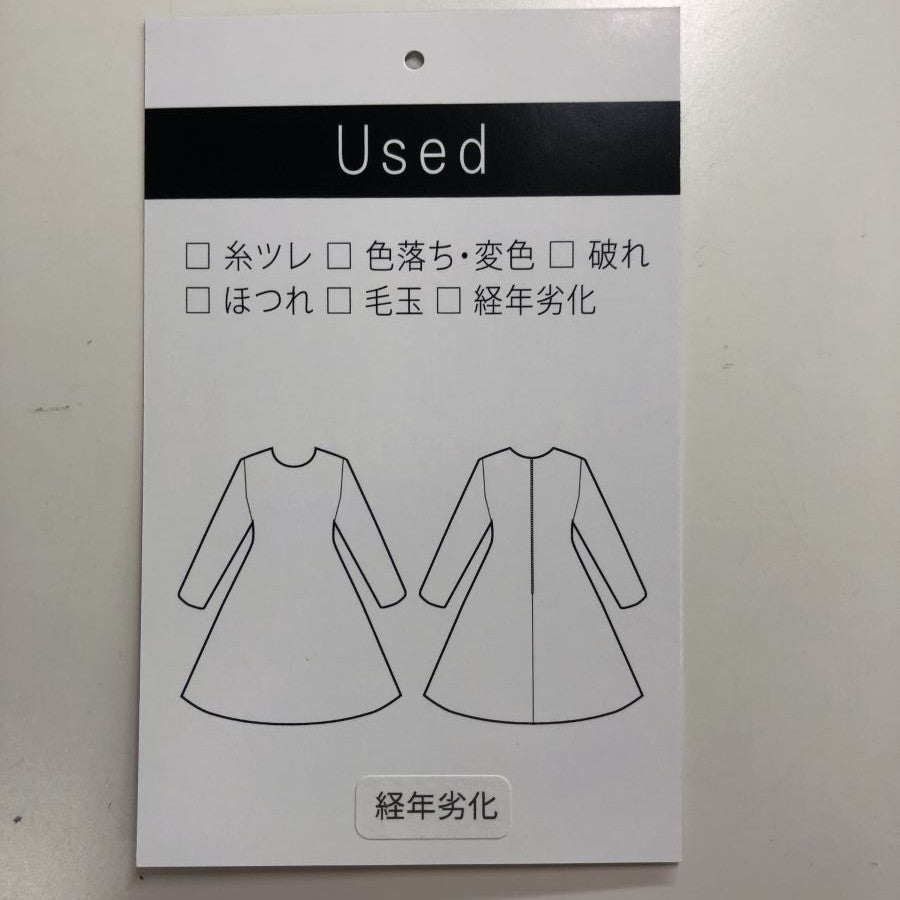 Used
□ 糸ツレ □ 色落ち・変色 □ 破れ
□ ほつれ □ 毛玉 □ 経年劣化
経年劣化